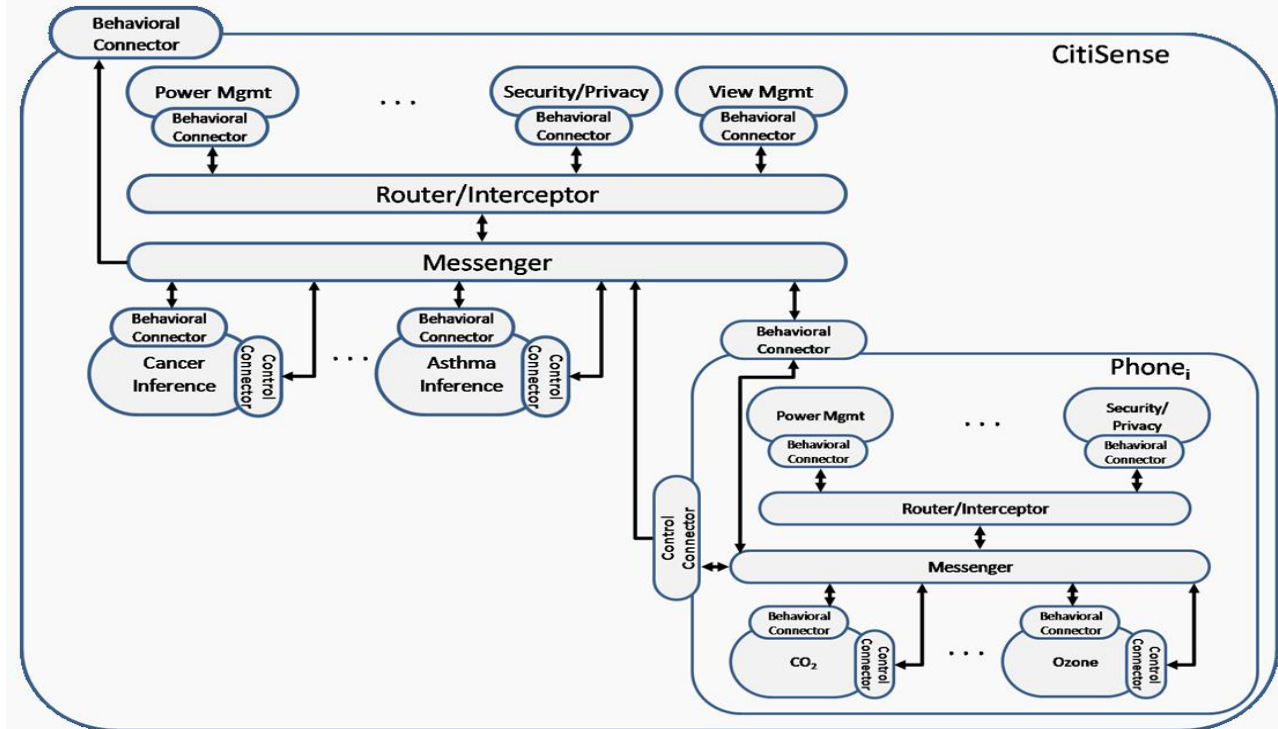 Behavioral
Connector
CitiSense
Power Mgmt
Behavioral
Connector
. . .
Security/Privacy
Behavioral
Connector
View Mgmt
Behavioral
Connector
Router/Interceptor
Messenger
Behavioral
Connector
Cancer
Inference
Control
Connector
. . .
Behavioral
Connector
Asthma
Inference
Control
Connector
Behavioral
Connector
Phoneᵢ
Power Mgmt
Behavioral
Connector
. . .
Security/
Privacy
Behavioral
Connector
Router/Interceptor
Control
Connector
Messenger
Behavioral
Connector
CO₂
Control
Connector
. . .
Behavioral
Connector
Ozone
Control
Connector